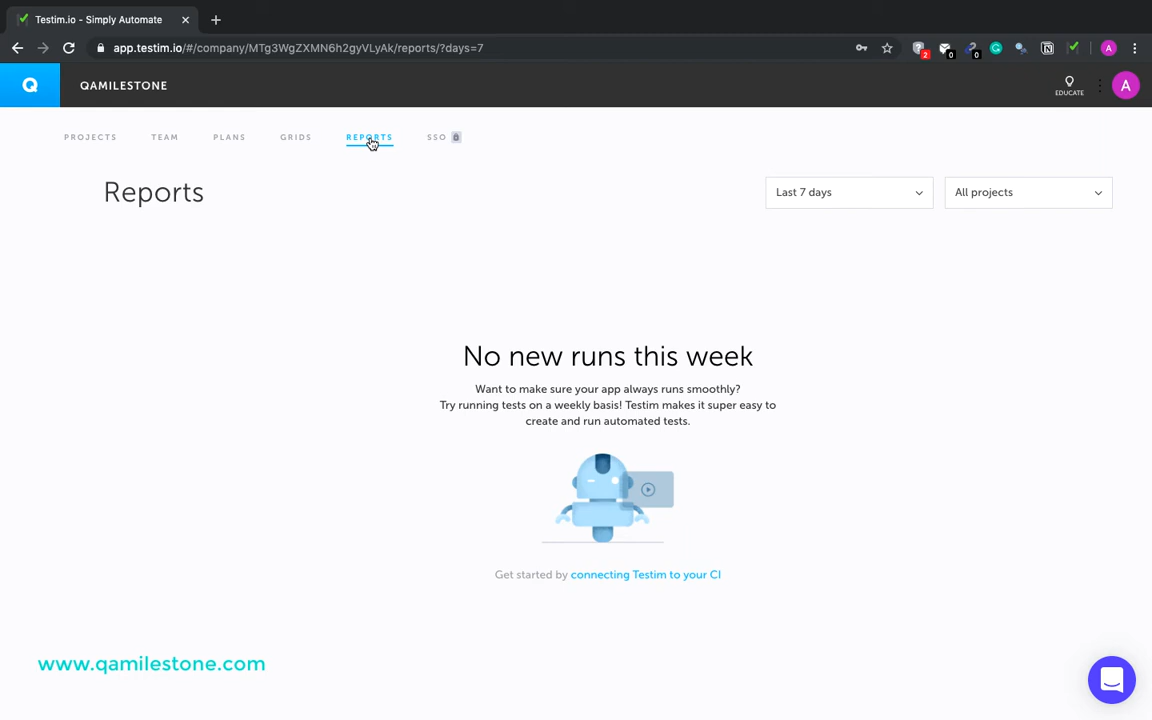 Testim.io - Simply Automate
app.testim.io/#/company/MTg3WgZXMN6h2gyVLyAk/reports/?days=7
2
0
0
A
Q
QAMILESTONE
EDUCATE
A
PROJECTS
TEAM
PLANS
GRIDS
REPORTS
SSO
Reports
Last 7 days
All projects
No new runs this week
Want to make sure your app always runs smoothly?
Try running tests on a weekly basis! Testim makes it super easy to
create and run automated tests.
Get started by connecting Testim to your CI
www.qamilestone.com